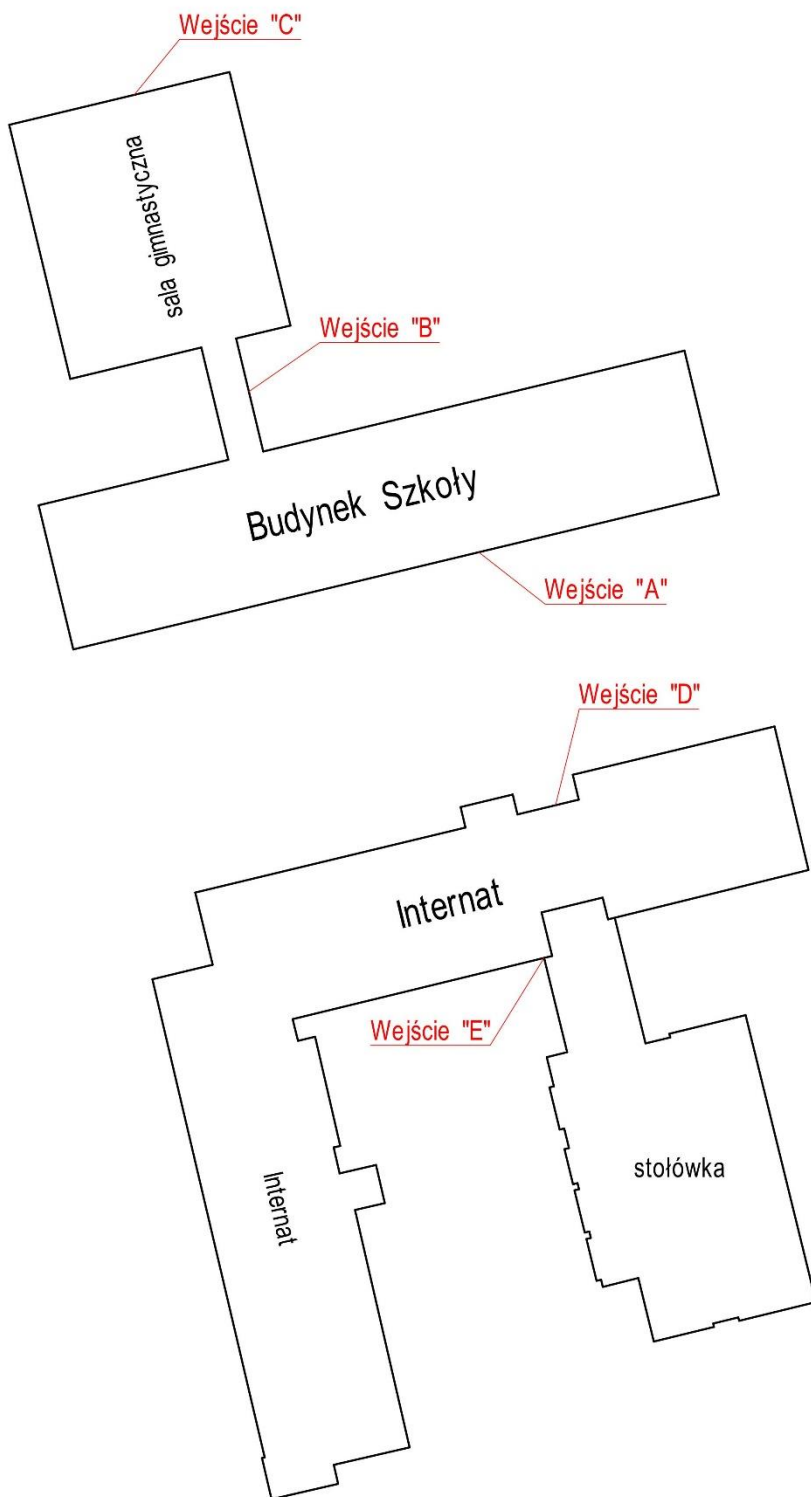 Wejście "C"
sala gimnastyczna
Wejście "B"
Budynek Szkoły
Wejście "A"
Wejście "D"
Internat
Wejście "E"
stołówka
Internat